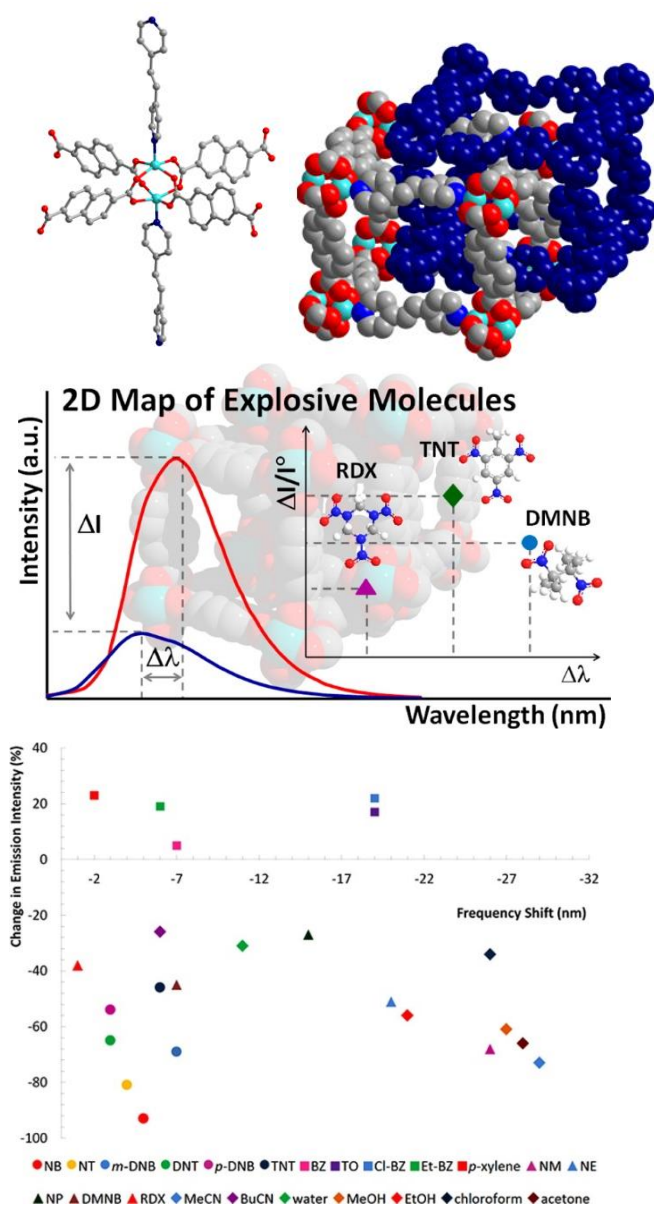 2D Map of Explosive Molecules
Intensity (a.u.)
ΔI
Δλ
Wavelength (nm)
ΔI/I°
RDX
TNT
DMNB
Δλ
Change in Emission Intensity (%)
40
20
0
-20
-40
-60
-80
-100
-2 -7 -12 -17 -22 -27 -32
Frequency Shift (nm)
NB NT m-DNB DNT p-DNB TNT BZ TO Cl-BZ Et-BZ p-xylene NM NE
NP DMNB RDX MeCN BuCN water MeOH EtOH chloroform acetone